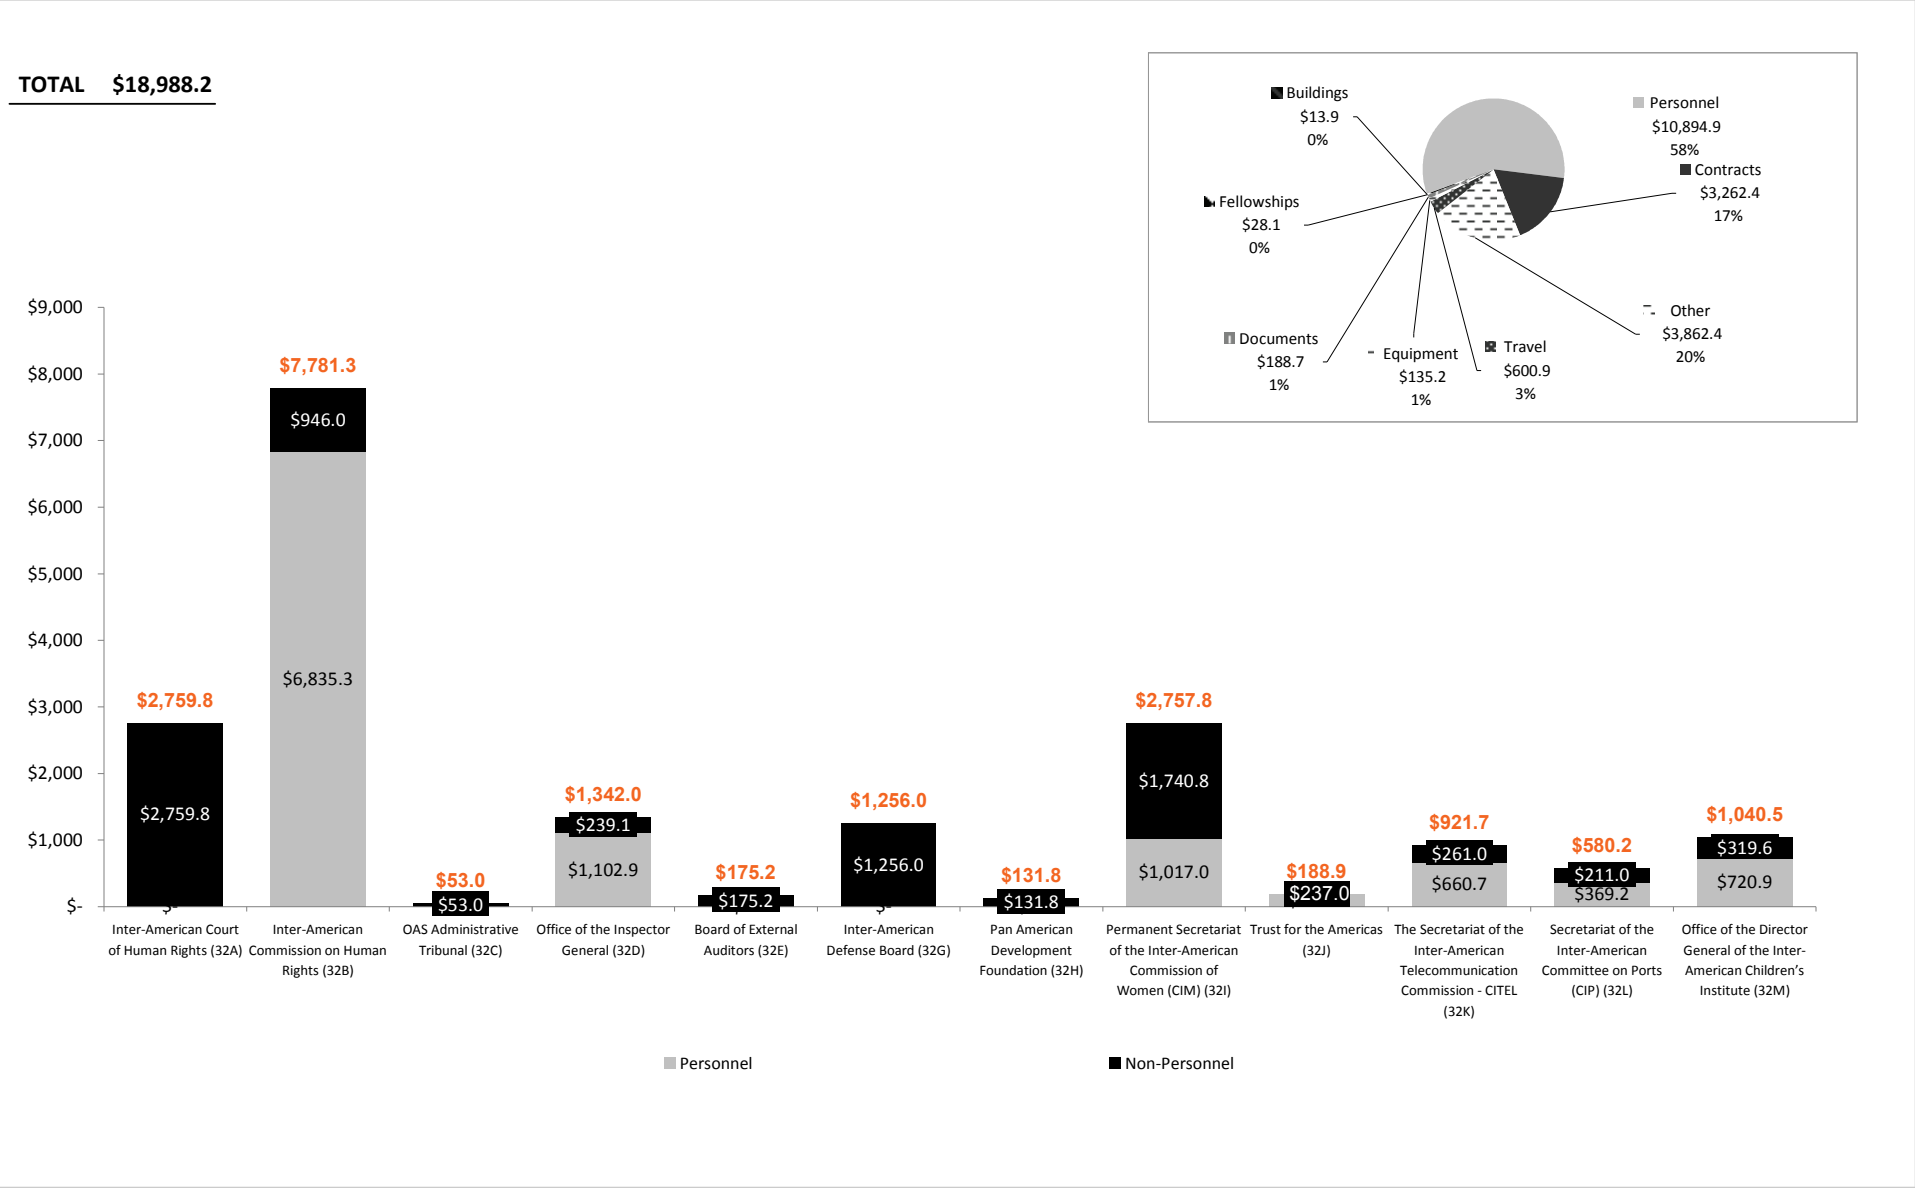 TOTAL $18,988.2
Buildings
$13.9
0%
Personnel
$10,894.9
58%
Contracts
$3,262.4
17%
Fellowships
$28.1
0%
Other
$3,862.4
20%
Documents
$188.7
1%
Equipment
$135.2
1%
Travel
$600.9
3%
$9,000
$8,000
$7,000
$6,000
$5,000
$4,000
$3,000
$2,000
$1,000
$-
$2,759.8
$2,759.8
$-
$7,781.3
$946.0
$6,835.3
$53.0
$53.0
$1,342.0
$239.1
$1,102.9
$175.2
$175.2
$1,256.0
$1,256.0
$-
$131.8
$131.8
$2,757.8
$1,740.8
$1,017.0
$188.9
$237.0
$921.7
$261.0
$660.7
$580.2
$211.0
$369.2
$1,040.5
$319.6
$720.9
Inter-American Court
of Human Rights (32A)
Inter-American
Commission on Human
Rights (32B)
OAS Administrative
Tribunal (32C)
Office of the Inspector
General (32D)
Board of External
Auditors (32E)
Inter-American
Defense Board (32G)
Pan American
Development
Foundation (32H)
Permanent Secretariat
of the Inter-American
Commission of
Women (CIM) (32I)
Trust for the Americas
(32J)
The Secretariat of the
Inter-American
Telecommunication
Commission - CITEL
(32K)
Secretariat of the
Inter-American
Committee on Ports
(CIP) (32L)
Office of the Director
General of the Inter-
American Children's
Institute (32M)
Personnel
Non-Personnel